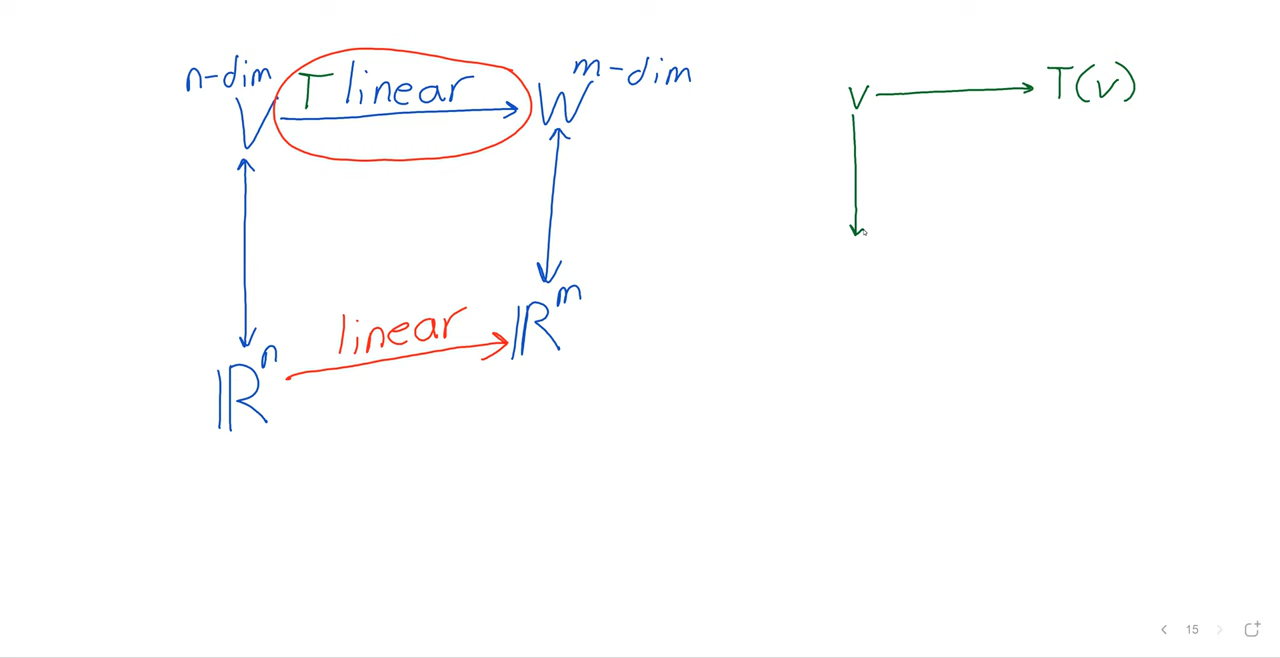 n-dim T linear m-dim
V W
v T(v)
linear
ℝⁿ ℝᵐ
15